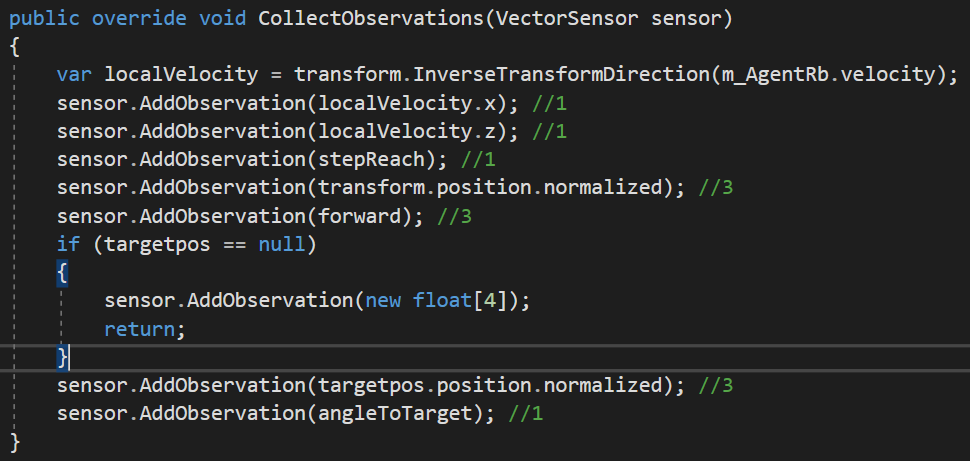 public override void CollectObservations(VectorSensor sensor)
{
var localVelocity = transform.InverseTransformDirection(m_AgentRb.velocity);
sensor.AddObservation(localVelocity.x); //1
sensor.AddObservation(localVelocity.z); //1
sensor.AddObservation(stepReach); //1
sensor.AddObservation(transform.position.normalized); //3
sensor.AddObservation(forward); //3
if (targetpos == null)
{
sensor.AddObservation(new float[4]);
return;
}
sensor.AddObservation(targetpos.position.normalized); //3
sensor.AddObservation(angleToTarget); //1
}